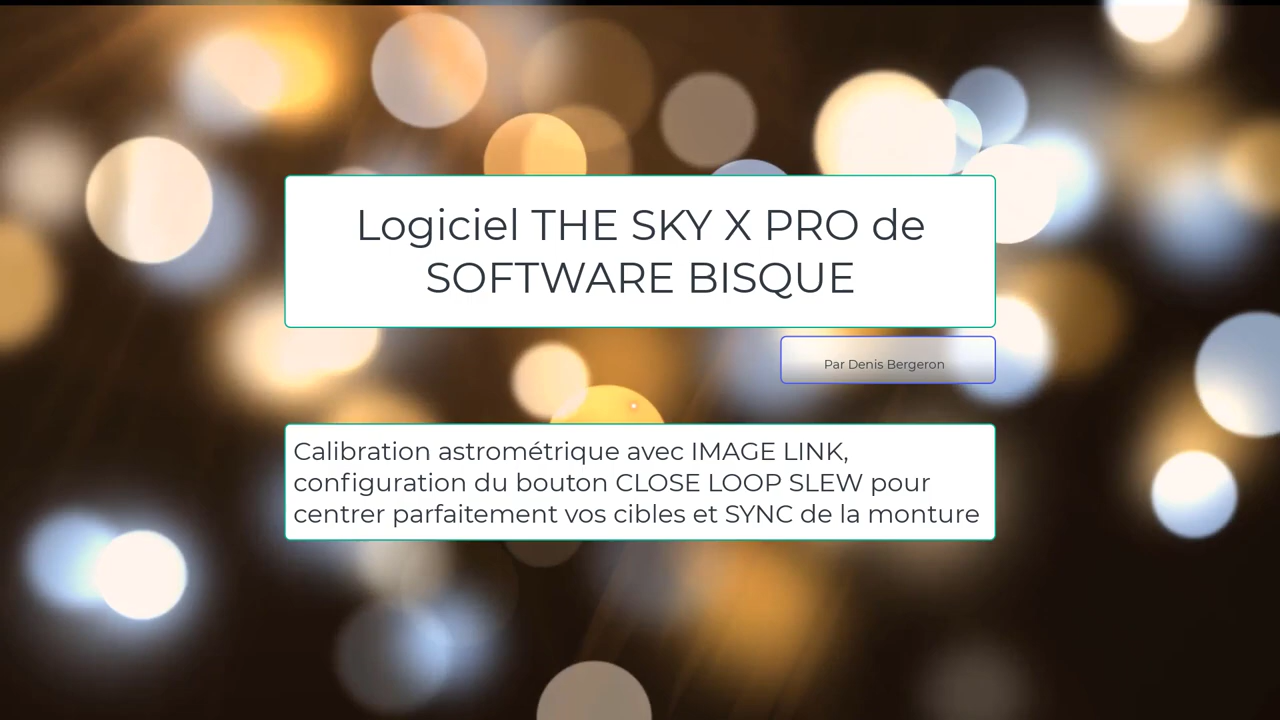 Logiciel THE SKY X PRO de
SOFTWARE BISQUE
Par Denis Bergeron
Calibration astrométrique avec IMAGE LINK,
configuration du bouton CLOSE LOOP SLEW pour
centrer parfaitement vos cibles et SYNC de la monture